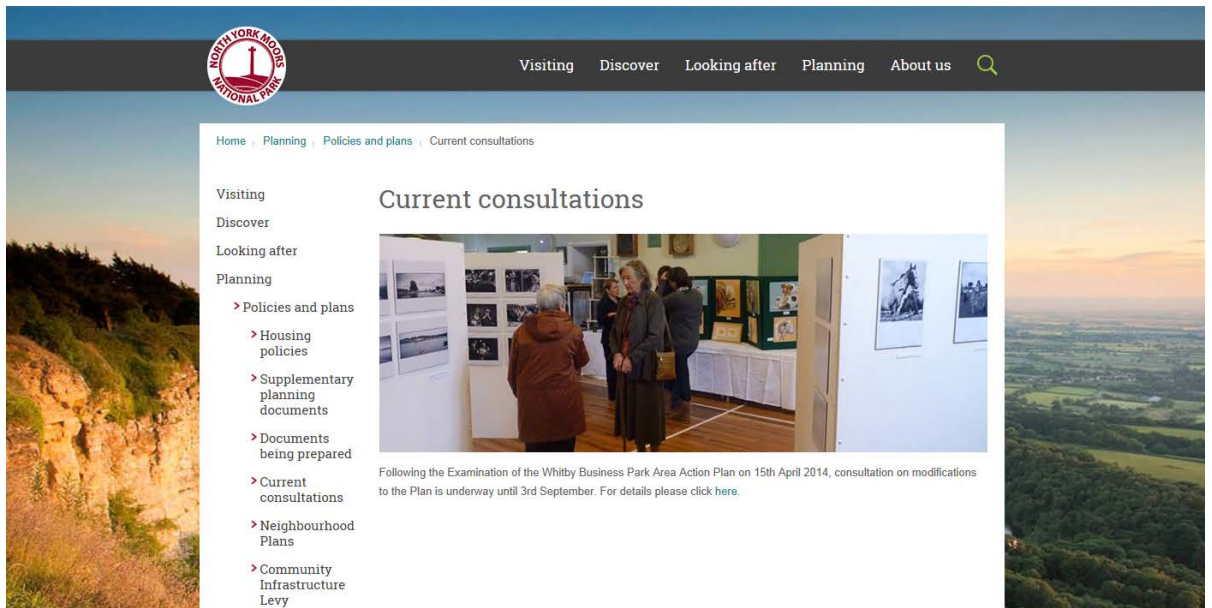 NORTH YORK MOORS
NATIONAL PARK
Visiting Discover Looking after Planning About us
Home Planning Policies and plans Current consultations
Visiting
Discover
Looking after
Planning
Policies and plans
Housing
policies
Supplementary
planning
documents
Documents
being prepared
Current
consultations
Neighbourhood
Plans
Community
Infrastructure
Levy
Current consultations
Following the Examination of the Whitby Business Park Area Action Plan on 15th April 2014, consultation on modifications
to the Plan is underway until 3rd September. For details please click here.